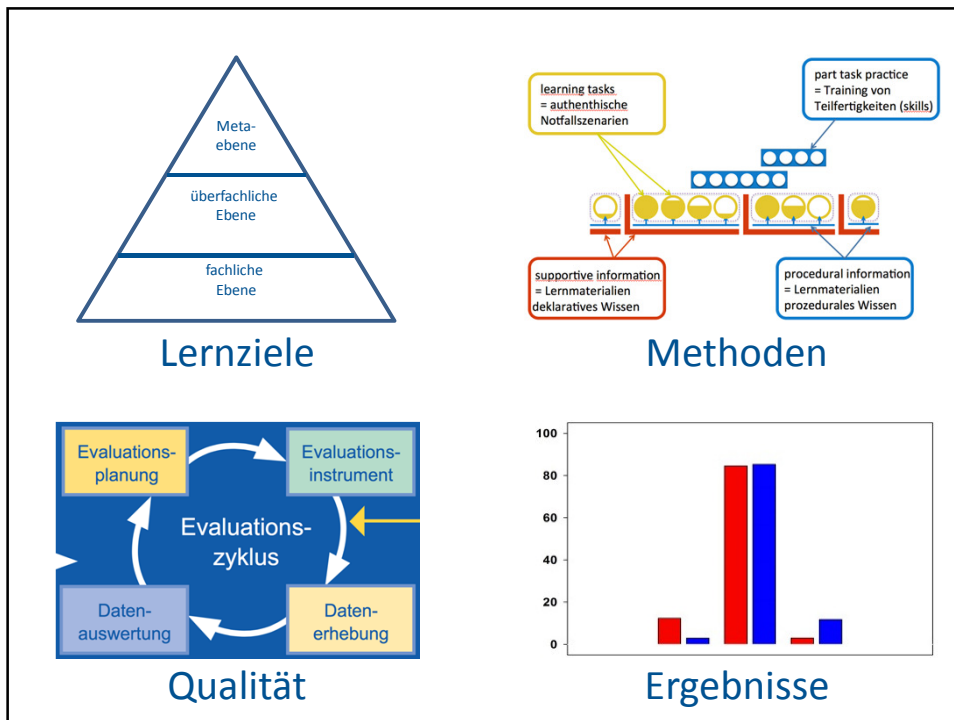 Meta-
ebene
überfachliche
Ebene
fachliche
Ebene
Lernziele
learning tasks
= authenthische
Notfallszenarien
part task practice
= Training von
Teilfertigkeiten (skills)
supportive information
= Lernmaterialien
deklaratives Wissen
procedural information
= Lernmaterialien
prozedurales Wissen
Methoden
Evaluations-
planung
Evaluations-
instrument
Evaluations-
zyklus
Daten-
auswertung
Daten-
erhebung
Qualität
100
80
60
40
20
0
Ergebnisse